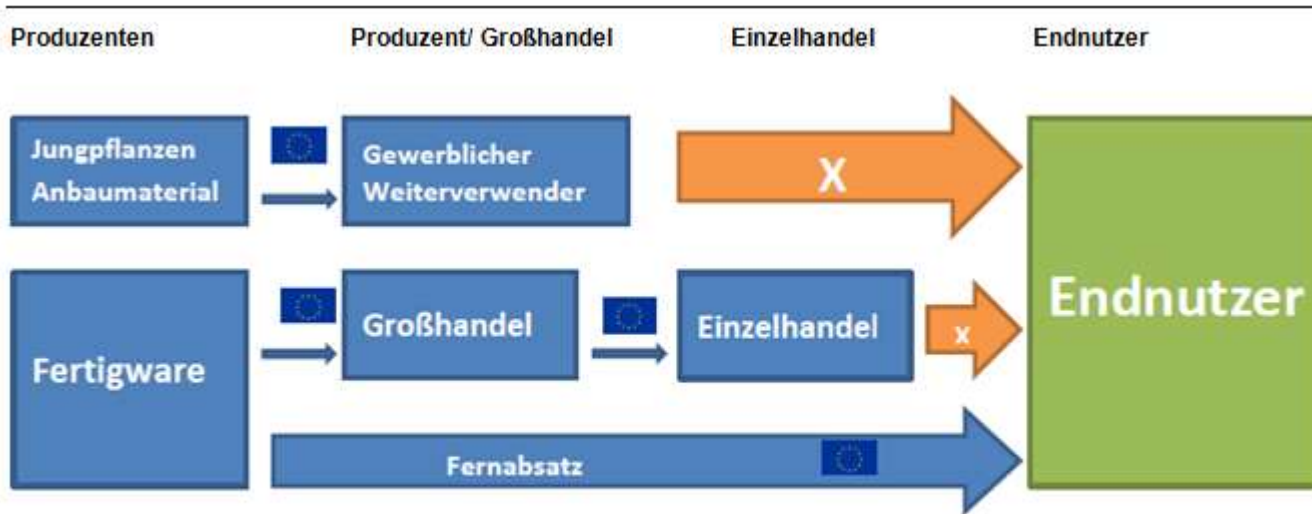 Produzenten
Produzent/ Großhandel
Einzelhandel
Endnutzer
Jungpflanzen
Anbaumaterial
Gewerblicher
Weiterverwender
X
Fertigware
Großhandel
Einzelhandel
x
Endnutzer
Fernabsatz